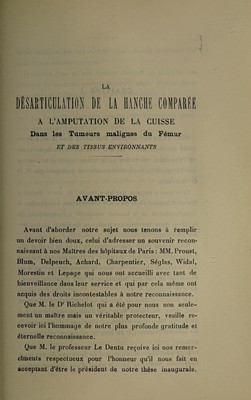 LA
DÉSARTICULATION DE LA HANCHE COMPARÉE
A L'AMPUTATION DE LA CUISSE
Dans les Tumeurs malignes du Fémur
ET DES TISSUS ENVIRONNANTS
AVANT-PROPOS
Avant d'aborder notre sujet nous tenons à remplir
un devoir bien doux, celui d'adresser un souvenir recon-
naissant à nos Maîtres des hôpitaux de Paris : MM. Proust,
Blum, Delpeuch, Achard, Charpentier, Séglas, Widal,
Morestin et Lepage qui nous ont accueilli avec tant de
bienveillance dans leur service et qui par cela même ont
acquis des droits incontestables à notre reconnaissance.
Que M. le Dr Richelot qui a été pour nous non seule-
ment un maître mais un véritable protecteur, veuille re-
cevoir ici l'hommage de notre plus profonde gratitude et
éternelle reconnaissance.
Que M. le professeur Le Dentu reçoive ici nos remer-
ciments respectueux pour l'honneur qu'il nous fait en
acceptant d'être le président de notre thèse inaugurale.